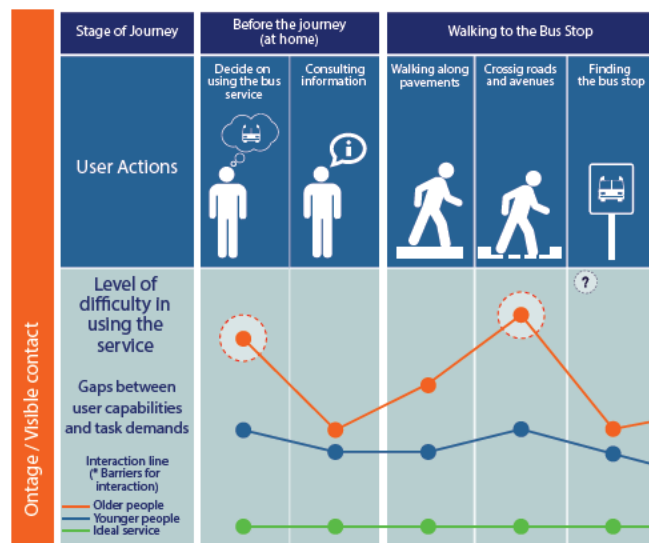 Stage of Journey
Before the journey
(at home)
Walking to the Bus Stop
Decide on
using the bus
service
Consulting
information
Walking along
pavements
Crossig roads
and avenues
Finding
the bus stop
User Actions
i
Level of
difficulty in
using the
service
?
Gaps between
user capabilities
and task demands
Interaction line
(* Barriers for
interaction)
Older people
Younger people
Ideal service
Ontage / Visible contact